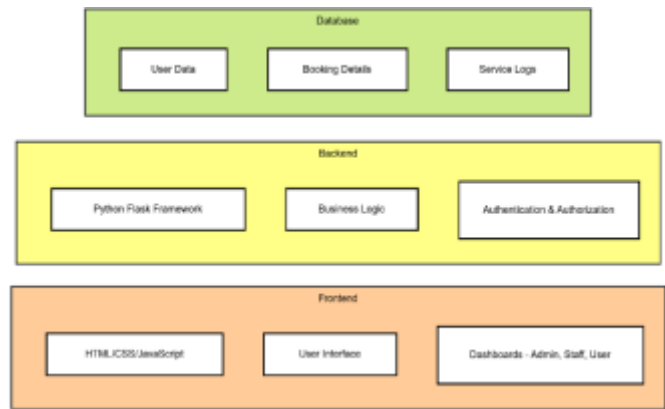 Database
User Data
Booking Details
Service Logs
Backend
Python Flask Framework
Business Logic
Authentication & Authorization
Frontend
HTML/CSS/JavaScript
User Interface
Dashboards - Admin, Staff, User